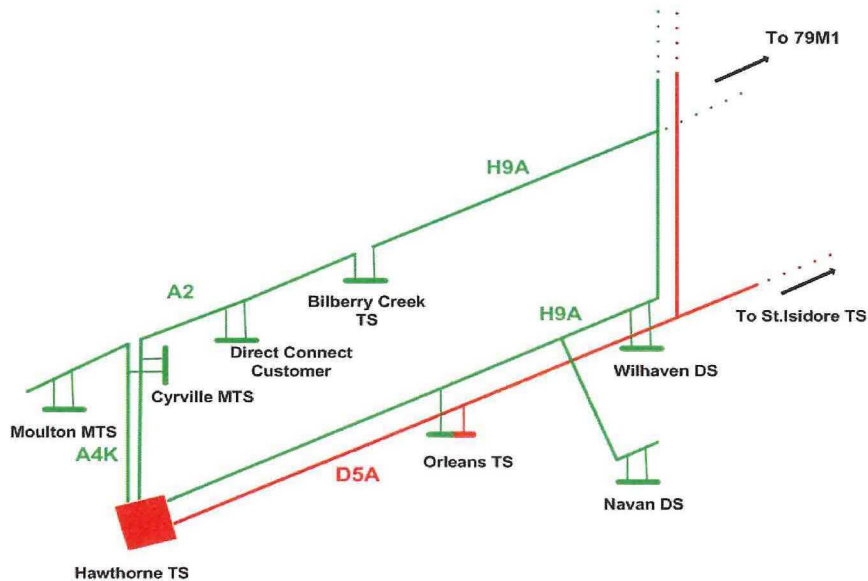 To 79M1
H9A
A2
Bilberry Creek
TS
H9A
To St.Isidore TS
Direct Connect
Customer
Wilhaven DS
Cyrville MTS
Moulton MTS
A4K
Orleans TS
D5A
Navan DS
Hawthorne TS